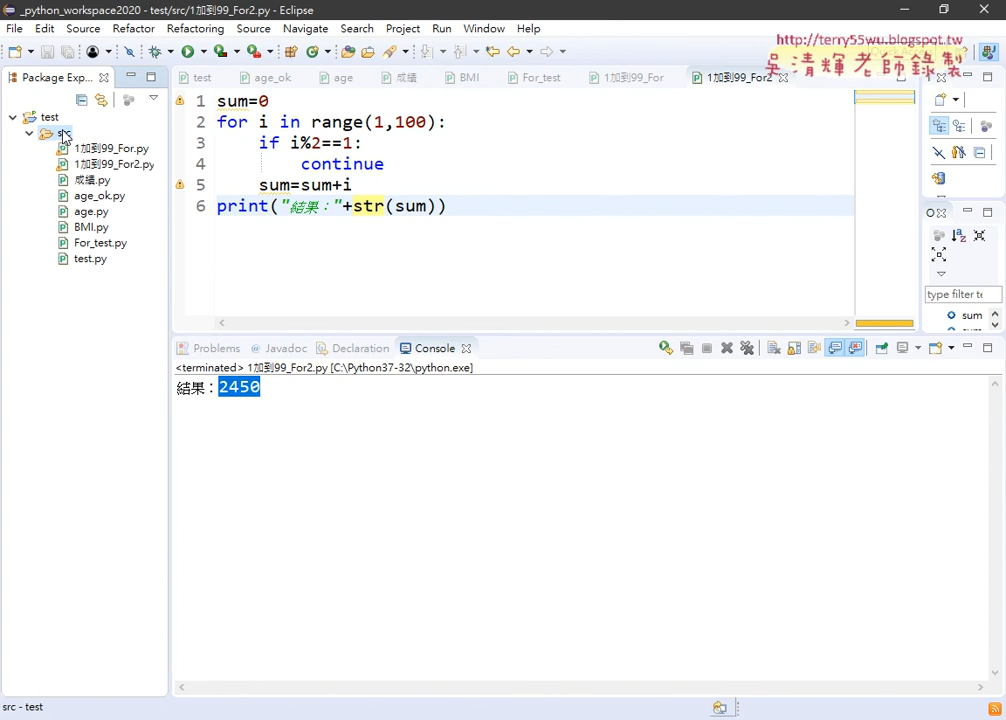 _python_workspace2020 - test/src/1加到99_For2.py - Eclipse
File Edit Source Refactor Refactoring Source Navigate Search Project Run Window Help
http://terry55wu.blogspot.tw
吳清輝老師錄製
Package Exp...
test age_ok age 成績 BMI For_test 1加到99_For 1加到99_For2
test
src
1加到99_For.py
1加到99_For2.py
成績.py
age_ok.py
age.py
BMI.py
For_test.py
test.py
1 sum=0
2 for i in range(1,100):
3 if i%2==1:
4 continue
5 sum=sum+i
6 print("結果："+str(sum))
type filter te
sum
Problems Javadoc Declaration Console
<terminated> 1加到99_For2.py [C:\Python37-32\python.exe]
結果：2450
src - test